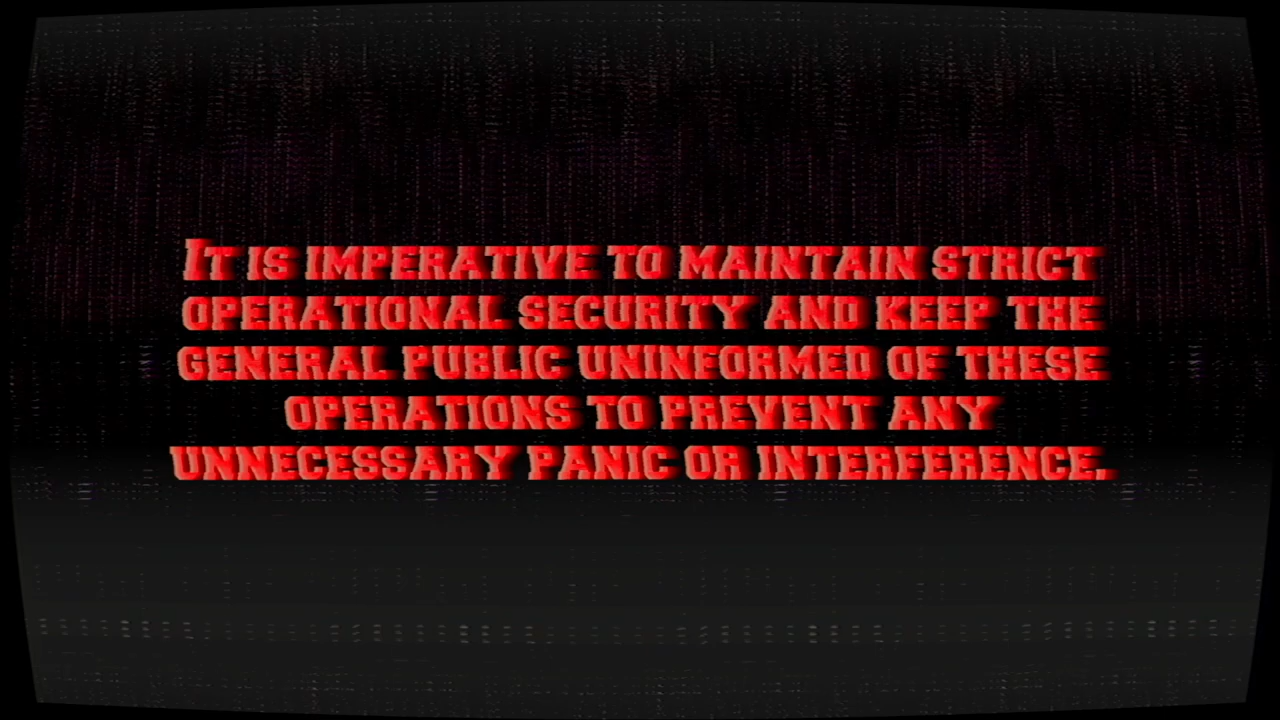 It is imperative to maintain strict
operational security and keep the
general public uninformed of these
operations to prevent any
unnecessary panic or interference.